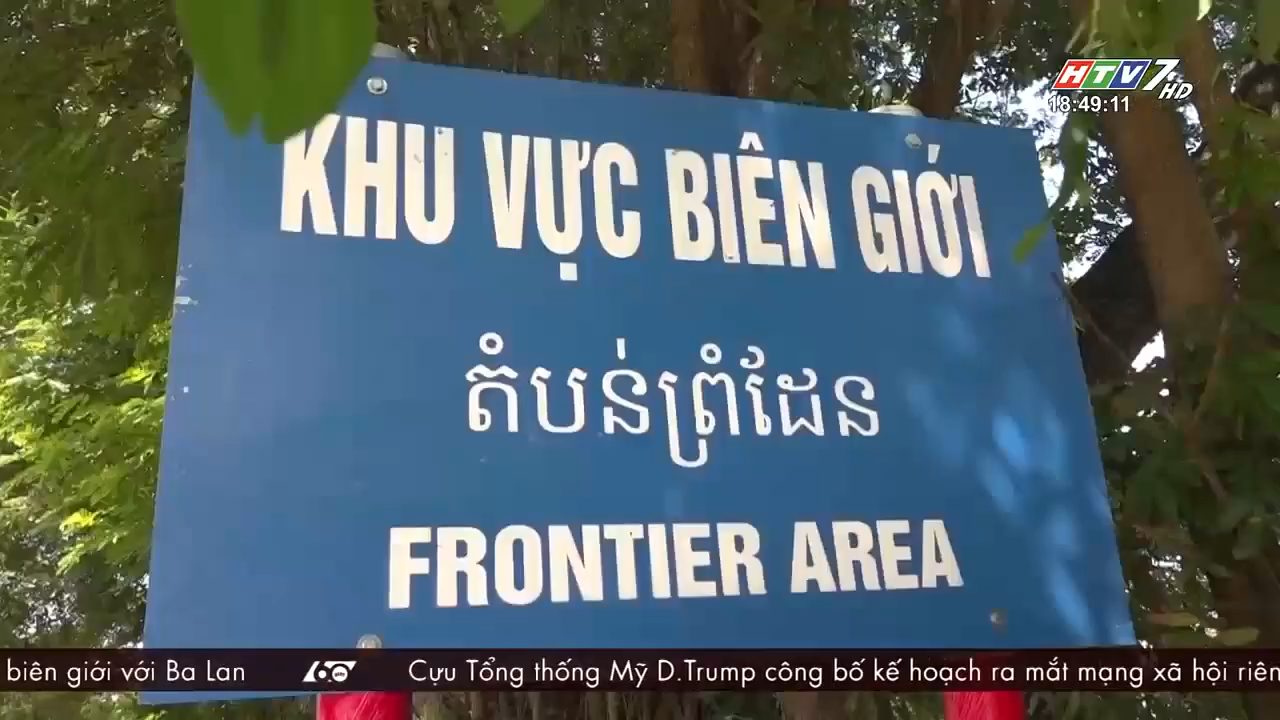 HTV7 HD
18:49:11
KHU VỰC BIÊN GIỚI
តំបន់ព្រំដែន
FRONTIER AREA
biên giới với Ba Lan 60 Cựu Tổng thống Mỹ D.Trump công bố kế hoạch ra mắt mạng xã hội riên